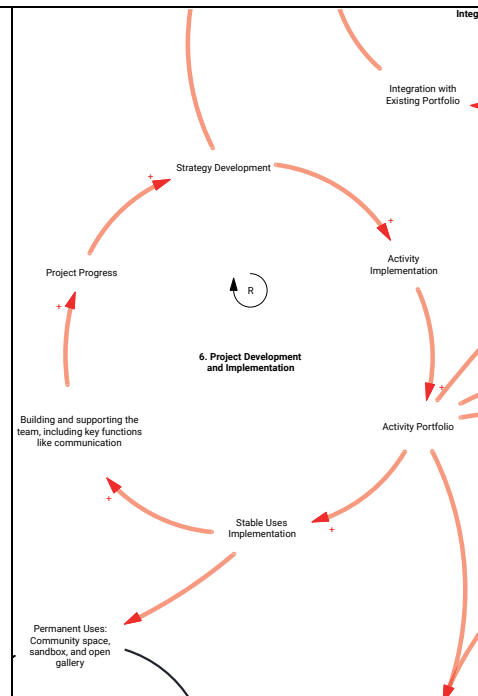 Integ
Integration with
Existing Portfolio
Strategy Development
+
+
Project Progress
Activity
Implementation
+
R
6. Project Development
and Implementation
+
Building and supporting the
team, including key functions
like communication
Activity Portfolio
+
Stable Uses
Implementation
+
Permanent Uses:
Community space,
sandbox, and open
gallery